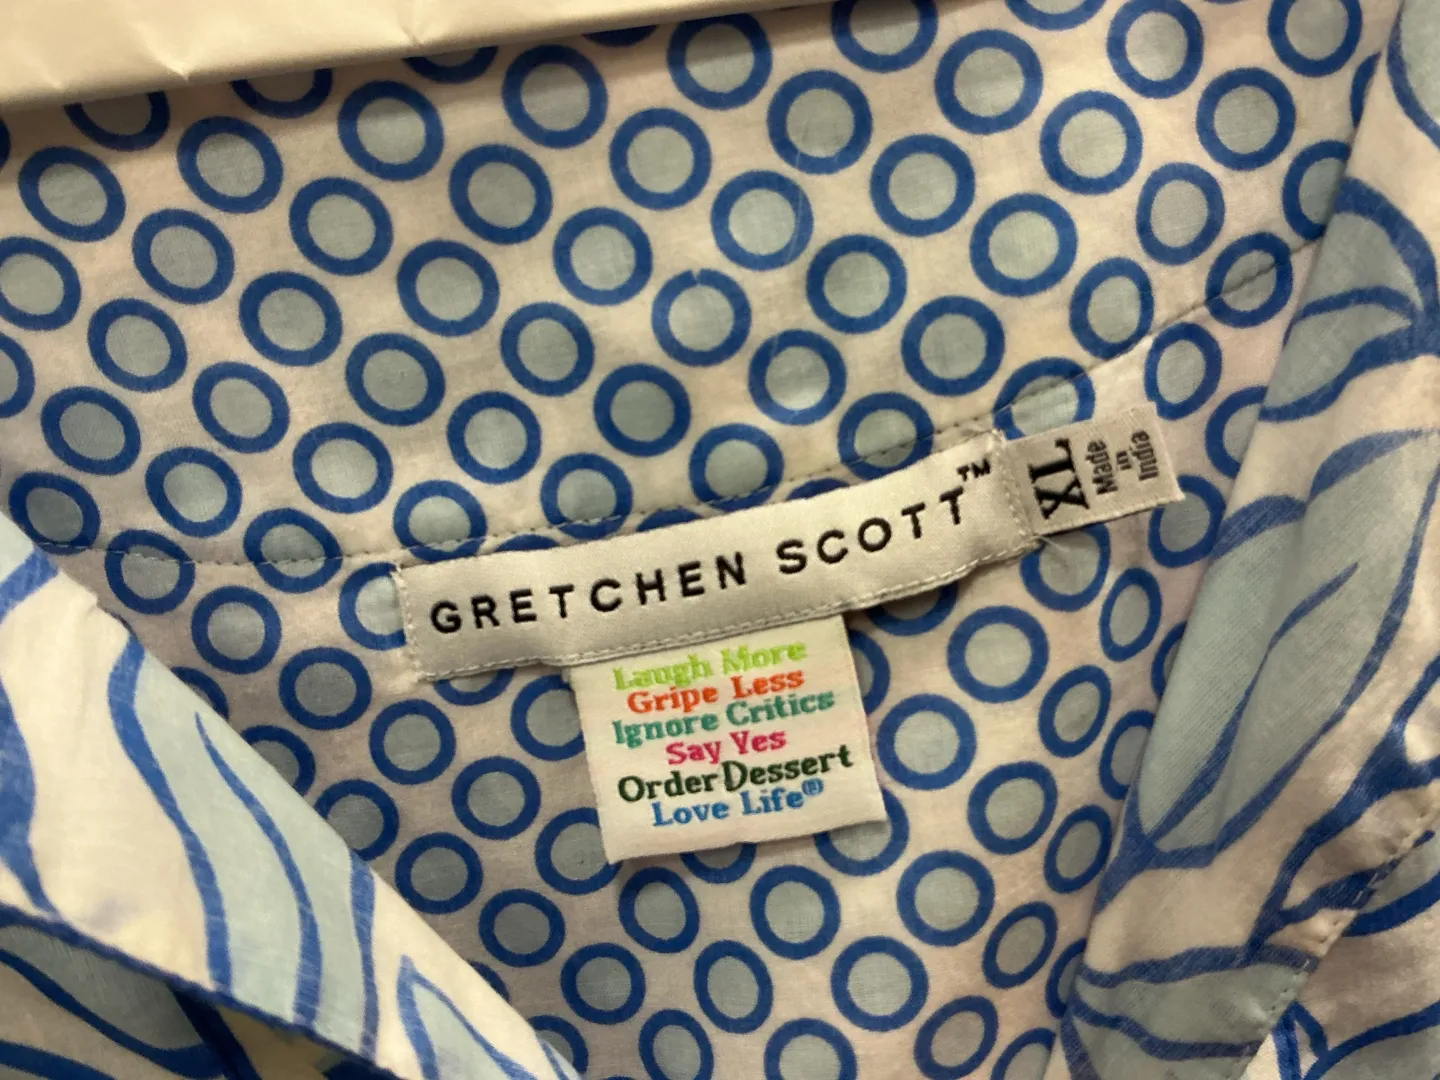 GRETCHEN SCOTT™
XL
Made
in
India
Laugh More
Gripe Less
Ignore Critics
Say Yes
Order Dessert
Love Life®